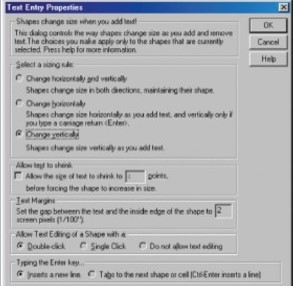 Text Entry Properties
Shapes change size when you add text!
This dialog controls the way shapes change size as you add and remove
text. The choices you make apply only to the shapes that are currently
selected. Press help for more information.
OK
Cancel
Help
Select a sizing rule:
Change horizontally and vertically
Shapes change size in both directions, maintaining their shape.
Change horizontally
Shapes change size horizontally as you add text, and vertically only if
you type a carriage return <Enter>.
Change vertically
Shapes change size vertically as you add text.
Allow text to shrink
Allow the size of text to shrink to points,
before forcing the shape to increase in size.
Text Margins
Set the gap between the text and the inside edge of the shape to 2
screen pixels (1/100").
Allow Text Editing of a Shape with a:
Double-click Single Click Do not allow text editing
Typing the Enter key...
Inserts a new line Tabs to the next shape or cell (Ctrl-Enter inserts a line)